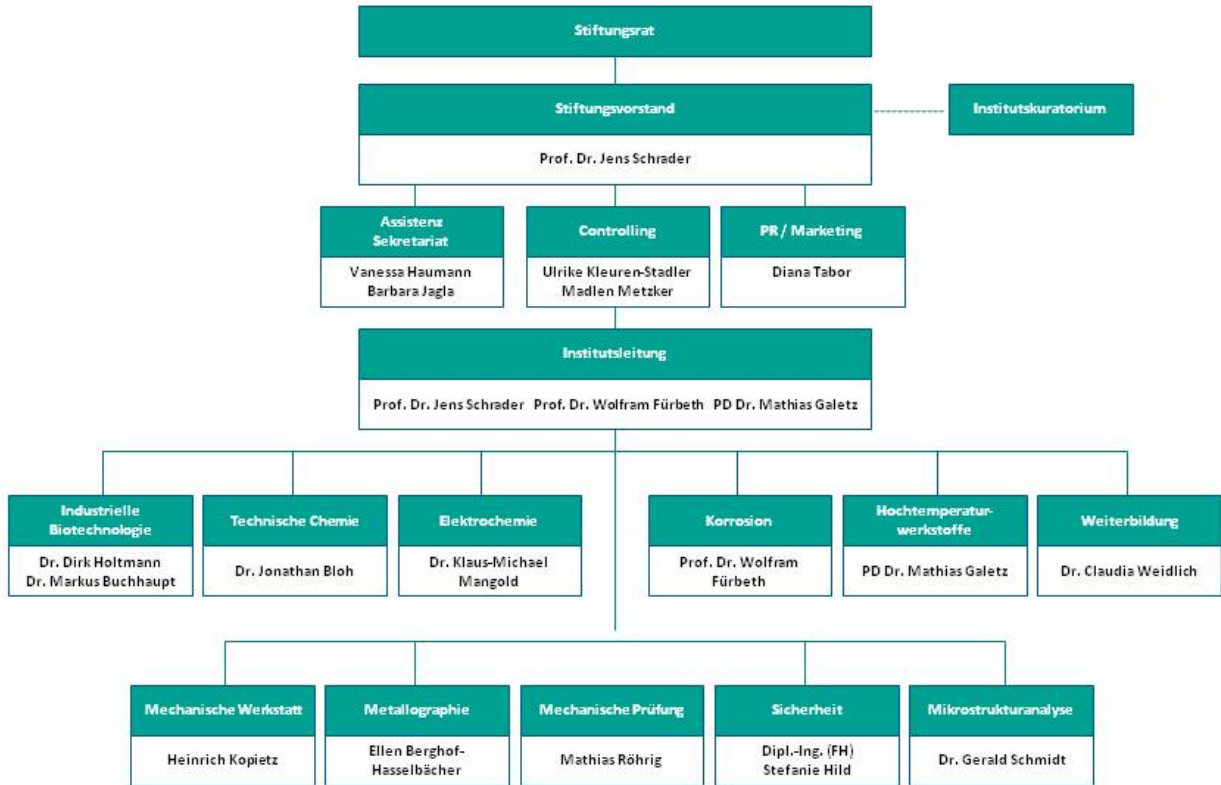 Stiftungsrat
Stiftungsvorstand
Institutskuratorium
Prof. Dr. Jens Schrader
Assistenz
Sekretariat
Vanessa Haumann
Barbara Jagla
Controlling
Ulrike Kleuren-Stadler
Madlen Metzker
PR / Marketing
Diana Tabor
Institutsleitung
Prof. Dr. Jens Schrader Prof. Dr. Wolfram Fürbeth PD Dr. Mathias Galetz
Industrielle
Biotechnologie
Dr. Dirk Holtmann
Dr. Markus Buchhaupt
Technische Chemie
Dr. Jonathan Bloh
Elektrochemie
Dr. Klaus-Michael
Mangold
Korrosion
Prof. Dr. Wolfram
Fürbeth
Hochtemperatur-
werkstoffe
PD Dr. Mathias Galetz
Weiterbildung
Dr. Claudia Weidlich
Mechanische Werkstatt
Heinrich Kopietz
Metallographie
Ellen Berghof-
Hasselbächer
Mechanische Prüfung
Mathias Röhrig
Sicherheit
Dipl.-Ing. (FH)
Stefanie Hild
Mikrostrukturanalyse
Dr. Gerald Schmidt